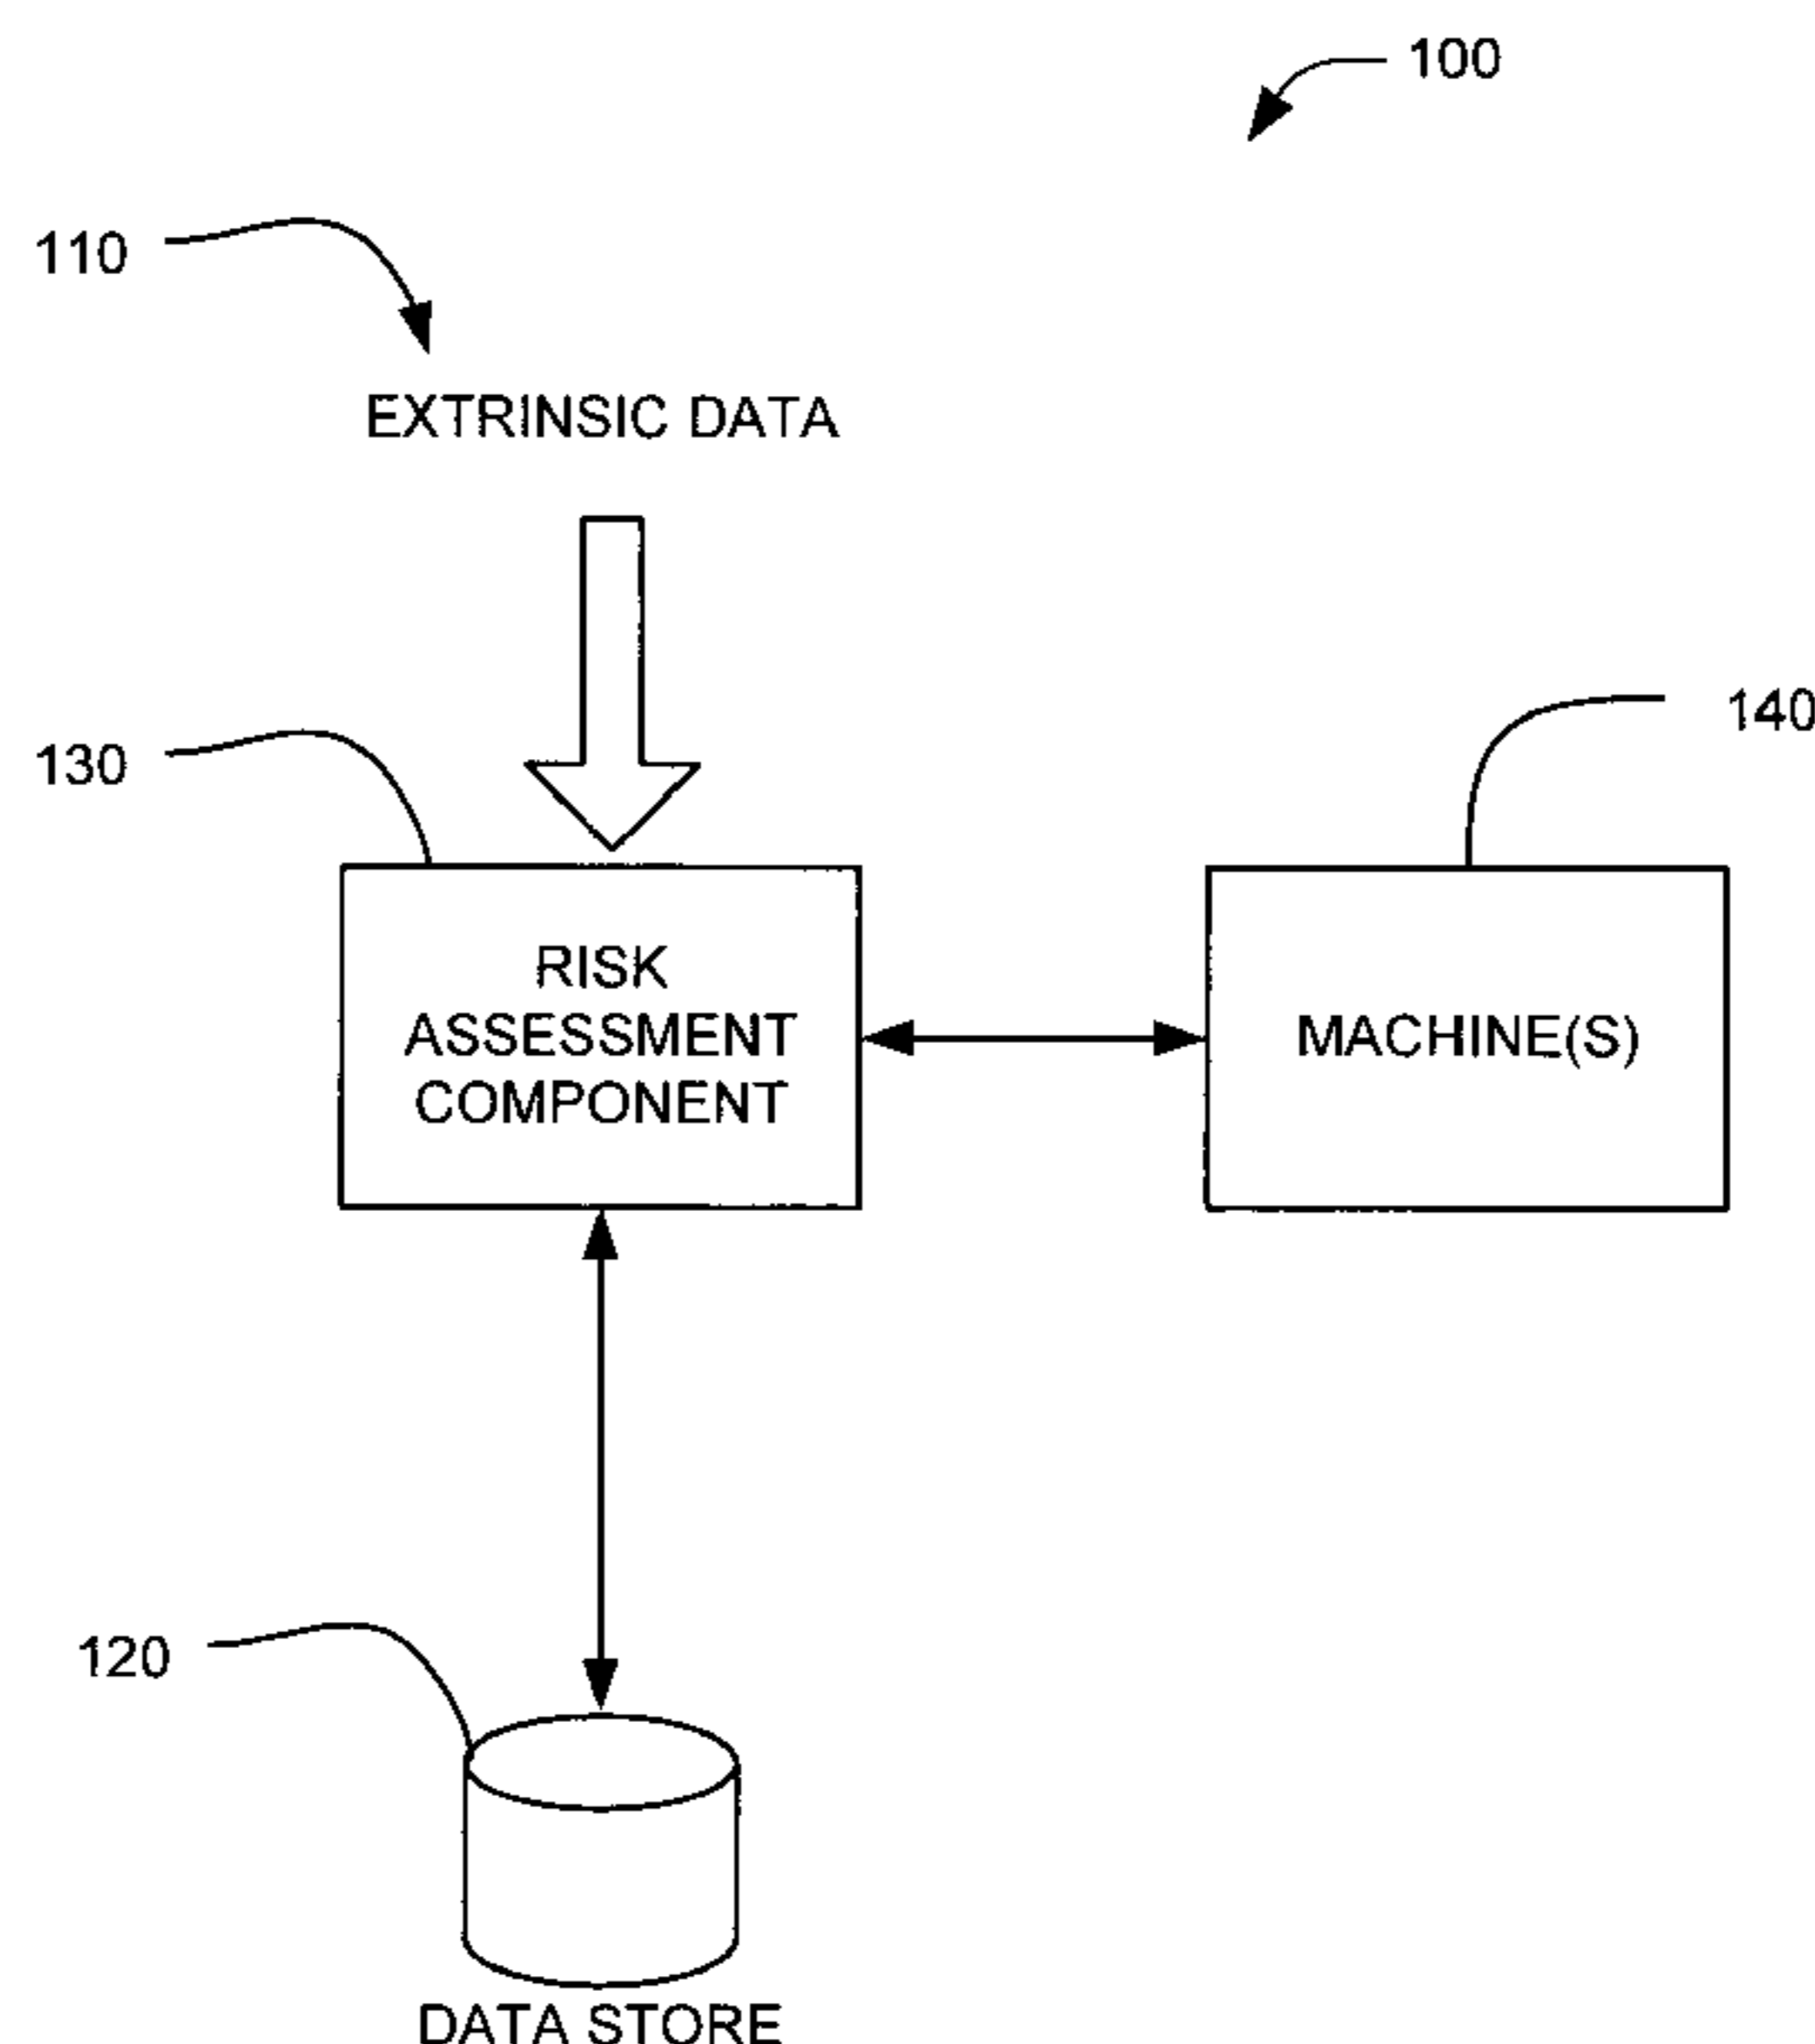 100
110
EXTRINSIC DATA
130
140
RISK
ASSESSMENT
COMPONENT
MACHINE(S)
120
DATA STORE